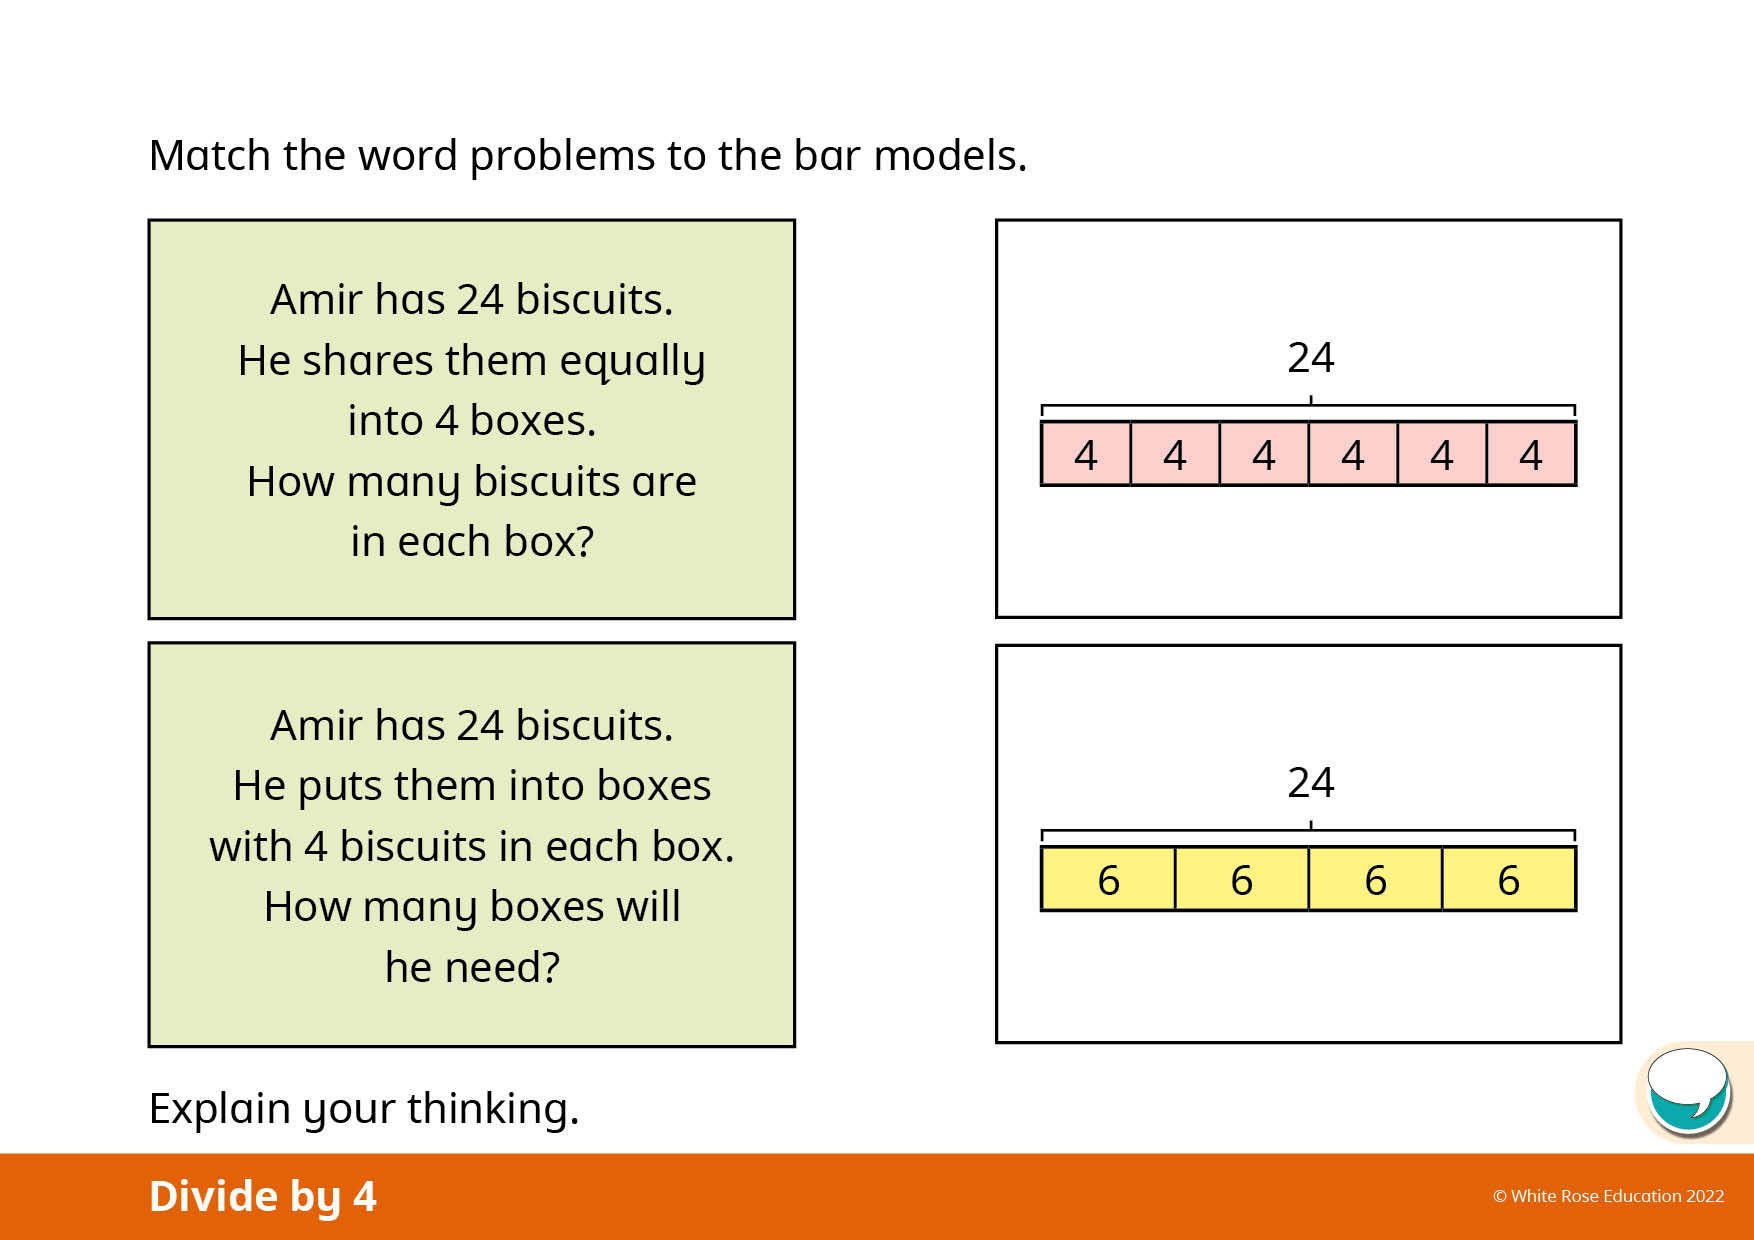 Match the word problems to the bar models.
Amir has 24 biscuits.
He shares them equally
into 4 boxes.
How many biscuits are
in each box?
24
4 4 4 4 4 4
Amir has 24 biscuits.
He puts them into boxes
with 4 biscuits in each box.
How many boxes will
he need?
24
6 6 6 6
Explain your thinking.
Divide by 4
© White Rose Education 2022